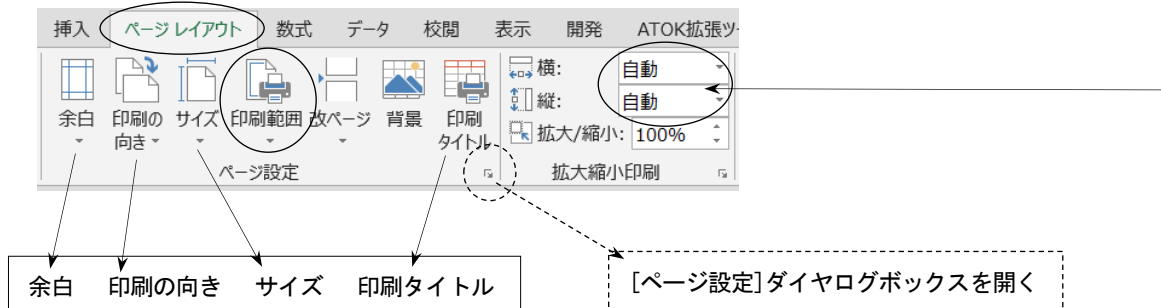 挿入 ページ レイアウト 数式 データ 校閲 表示 開発 ATOK拡張ツ
横: 自動
縦: 自動
余白 印刷の向き サイズ 印刷範囲 改ページ 背景 印刷タイトル
拡大/縮小: 100%
ページ設定 拡大縮小印刷
余白 印刷の向き サイズ 印刷タイトル
[ページ設定]ダイヤログボックスを開く